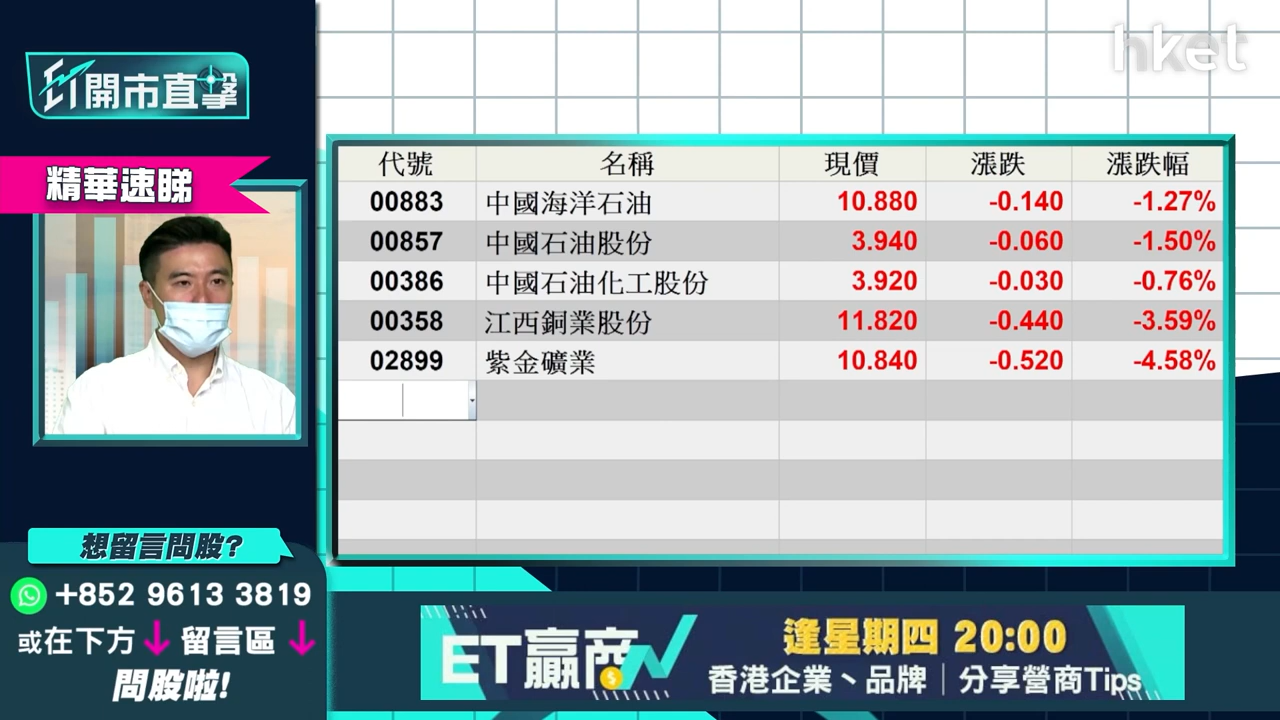 hket
ET開市直擊
精華速睇
代號 名稱 現價 漲跌 漲跌幅
00883 中國海洋石油 10.880 -0.140 -1.27%
00857 中國石油股份 3.940 -0.060 -1.50%
00386 中國石油化工股份 3.920 -0.030 -0.76%
00358 江西銅業股份 11.820 -0.440 -3.59%
02899 紫金礦業 10.840 -0.520 -4.58%
想留言問股?
+852 9613 3819
或在下方 留言區
問股啦!
ET贏商
逢星期四 20:00
香港企業、品牌|分享營商Tips